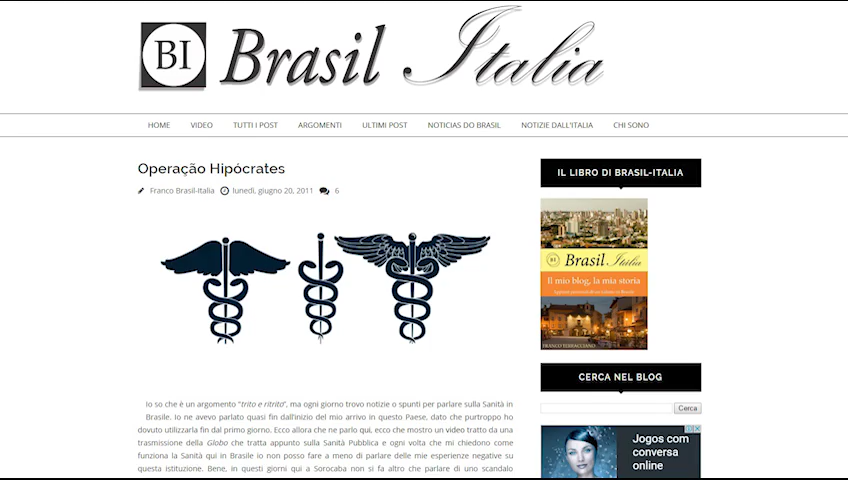 BI Brasil Italia
HOME VIDEO TUTTI I POST ARGOMENTI ULTIMI POST NOTICIAS DO BRASIL NOTIZIE DALL'ITALIA CHI SONO
Operação Hipócrates
Franco Brasil-Italia lunedì, giugno 20, 2011 6
Io so che è un argomento "trito e ritrito", ma ogni giorno trovo notizie o spunti per parlare sulla Sanità in
Brasile. Io ne avevo parlato quasi fin dall'inizio del mio arrivo in questo Paese, dato che purtroppo ho
dovuto utilizzarla fin dal primo giorno. Ecco allora che ne parlo qui, ecco che mostro un video tratto da una
trasmissione della Globo che tratta appunto sulla Sanità Pubblica e ogni volta che mi chiedono come
funziona la Sanità qui in Brasile io non posso fare a meno di parlare delle mie esperienze negative su
questa istituzione. Bene, in questi giorni qui a Sorocaba non si fa altro che parlare di uno scandalo
IL LIBRO DI BRASIL-ITALIA
BI Brasil Italia
Il mio blog, la mia storia
FRANCO TERRACCIANO
CERCA NEL BLOG
Cerca
Jogos com
conversa
online